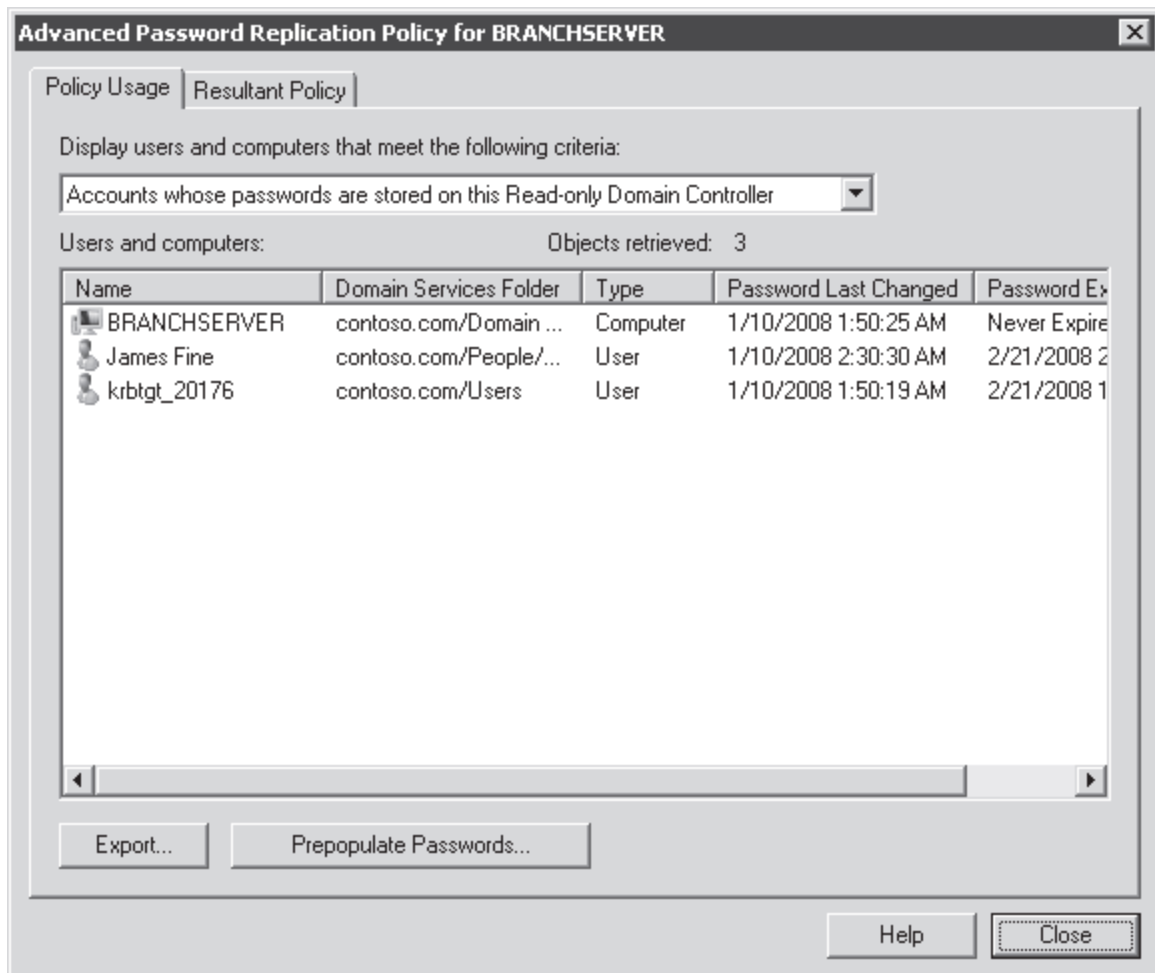 Advanced Password Replication Policy for BRANCHSERVER
Policy Usage Resultant Policy
Display users and computers that meet the following criteria:
Accounts whose passwords are stored on this Read-only Domain Controller
Users and computers: Objects retrieved: 3
Name Domain Services Folder Type Password Last Changed Password Ex
BRANCHSERVER contoso.com/Domain ... Computer 1/10/2008 1:50:25 AM Never Expire
James Fine contoso.com/People/... User 1/10/2008 2:30:30 AM 2/21/2008 2
krbtgt_20176 contoso.com/Users User 1/10/2008 1:50:19 AM 2/21/2008 1
Export... Prepopulate Passwords...
Help Close